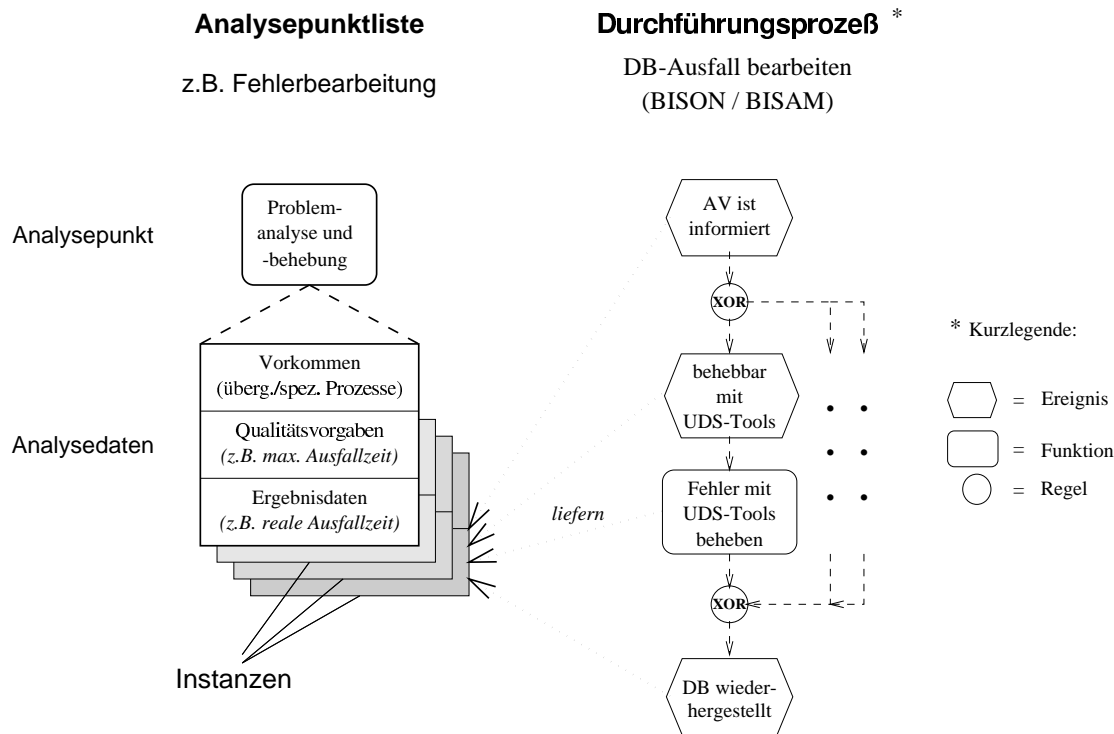 Analysepunktliste
z.B. Fehlerbearbeitung
Analysepunkt
Problem-
analyse und
-behebung
Analysedaten
Vorkommen
(überg./spez. Prozesse)
Qualitätsvorgaben
(z.B. max. Ausfallzeit)
Ergebnisdaten
(z.B. reale Ausfallzeit)
Instanzen
liefern
Durchführungsprozeß *
DB-Ausfall bearbeiten
(BISON / BISAM)
AV ist
informiert
XOR
behebbar
mit
UDS-Tools
Fehler mit
UDS-Tools
beheben
XOR
DB wieder-
hergestellt
* Kurzlegende:
= Ereignis
= Funktion
= Regel